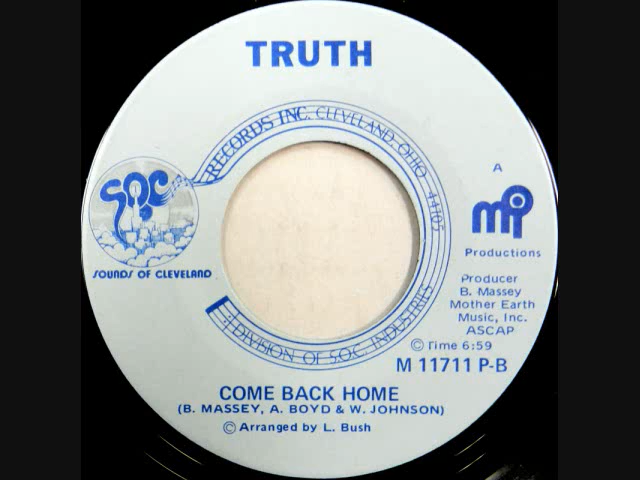 TRUTH
RECORDS INC. CLEVELAND, OHIO 44105
A DIVISION OF S.O.C. INDUSTRIES
S.O.C.
SOUNDS OF CLEVELAND
A
mpi
Productions
Producer
B. Massey
Mother Earth
Music, Inc.
ASCAP
©Time 6:59
M 11711 P-B
COME BACK HOME
(B. MASSEY, A. BOYD & W. JOHNSON)
©Arranged by L. Bush